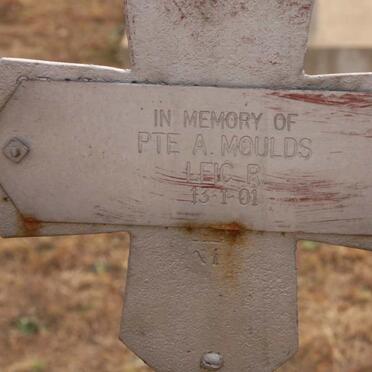 IN MEMORY OF
PTE A. MOULDS
LEIC R
13-1-01